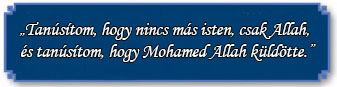 „Tanúsítom, hogy nincs más isten, csak Allah,
és tanúsítom, hogy Mohamed Allah küldötte.”